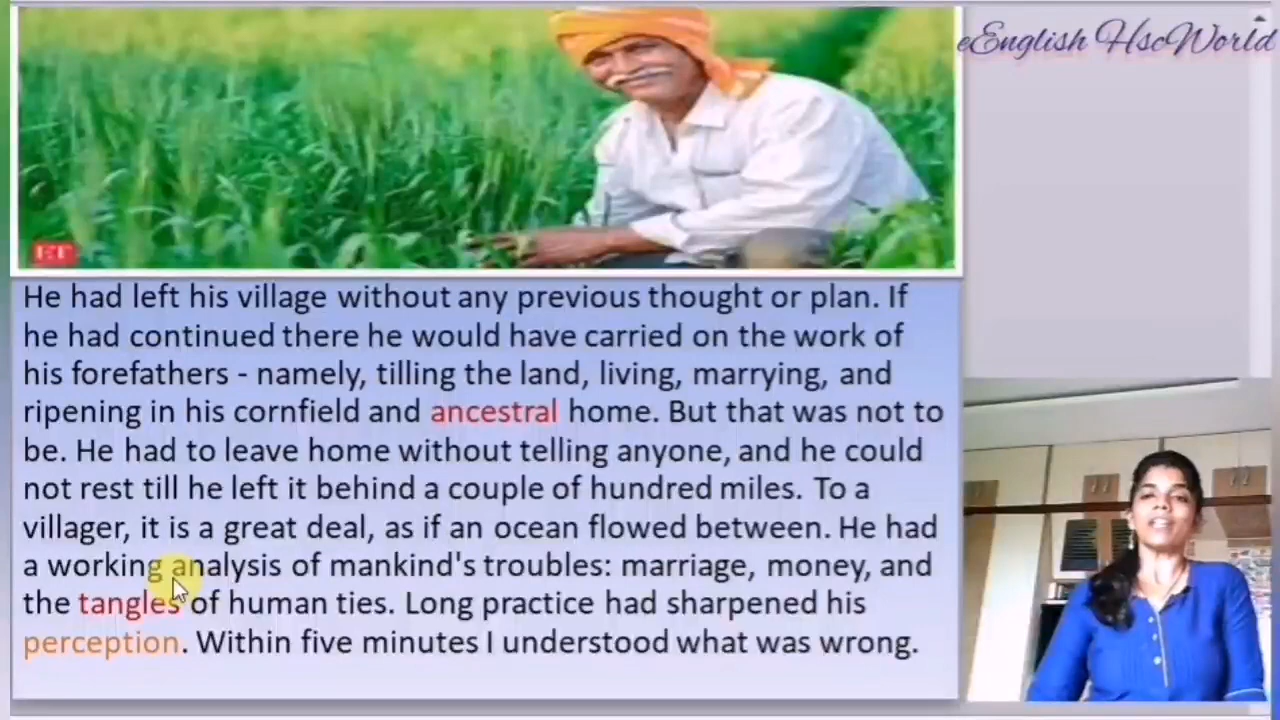 eEnglish HscWorld
ET
He had left his village without any previous thought or plan. If
he had continued there he would have carried on the work of
his forefathers - namely, tilling the land, living, marrying, and
ripening in his cornfield and ancestral home. But that was not to
be. He had to leave home without telling anyone, and he could
not rest till he left it behind a couple of hundred miles. To a
villager, it is a great deal, as if an ocean flowed between. He had
a working analysis of mankind's troubles: marriage, money, and
the tangles of human ties. Long practice had sharpened his
perception. Within five minutes I understood what was wrong.